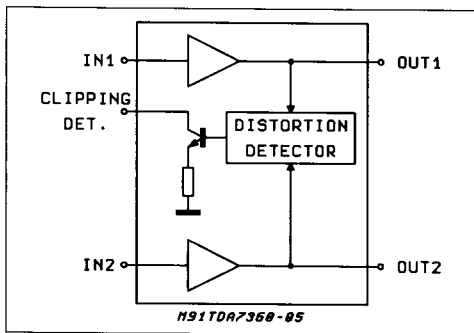 IN1
OUT1
CLIPPING
DET.
DISTORTION
DETECTOR
IN2
OUT2
M91TDA7360-05